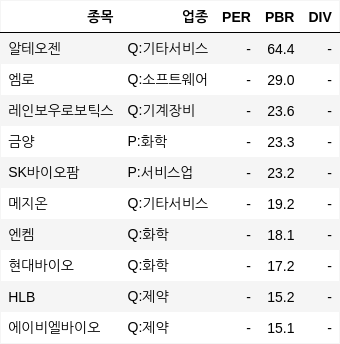 종목 업종 PER PBR DIV
알테오젠 Q:기타서비스 - 64.4 -
엠로 Q:소프트웨어 - 29.0 -
레인보우로보틱스 Q:기계장비 - 23.6 -
금양 P:화학 - 23.3 -
SK바이오팜 P:서비스업 - 23.2 -
메지온 Q:기타서비스 - 19.2 -
엔켐 Q:화학 - 18.1 -
현대바이오 Q:화학 - 17.2 -
HLB Q:제약 - 15.2 -
에이비엘바이오 Q:제약 - 15.1 -